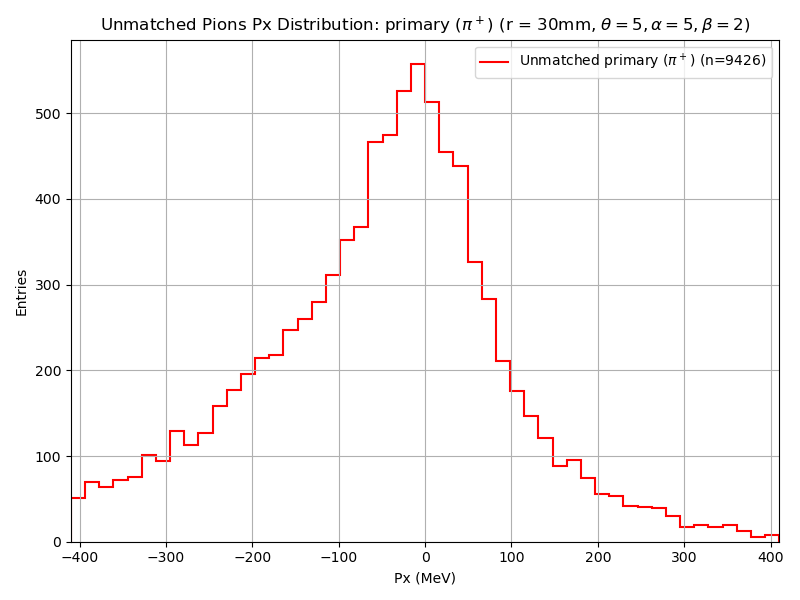 Unmatched Pions Px Distribution: primary (π⁺) (r = 30mm, θ = 5, α = 5, β = 2)
Unmatched primary (π⁺) (n=9426)
Entries
500
400
300
200
100
0
−400 −300 −200 −100 0 100 200 300 400
Px (MeV)